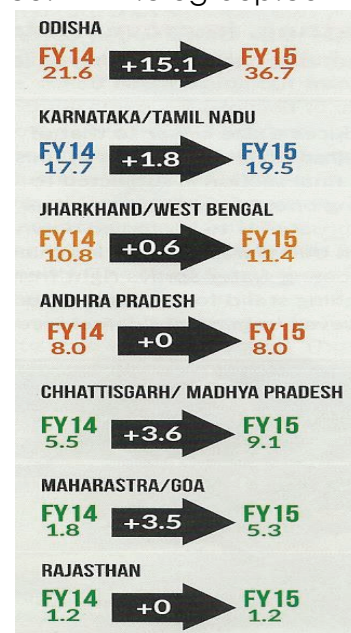 ODISHA
FY14 FY15
21.6 +15.1 36.7
KARNATAKA/TAMIL NADU
FY14 FY15
17.7 +1.8 19.5
JHARKHAND/WEST BENGAL
FY14 FY15
10.8 +0.6 11.4
ANDHRA PRADESH
FY14 FY15
8.0 +0 8.0
CHHATTISGARH/ MADHYA PRADESH
FY14 FY15
5.5 +3.6 9.1
MAHARASTRA/GOA
FY14 FY15
1.8 +3.5 5.3
RAJASTHAN
FY14 FY15
1.2 +0 1.2